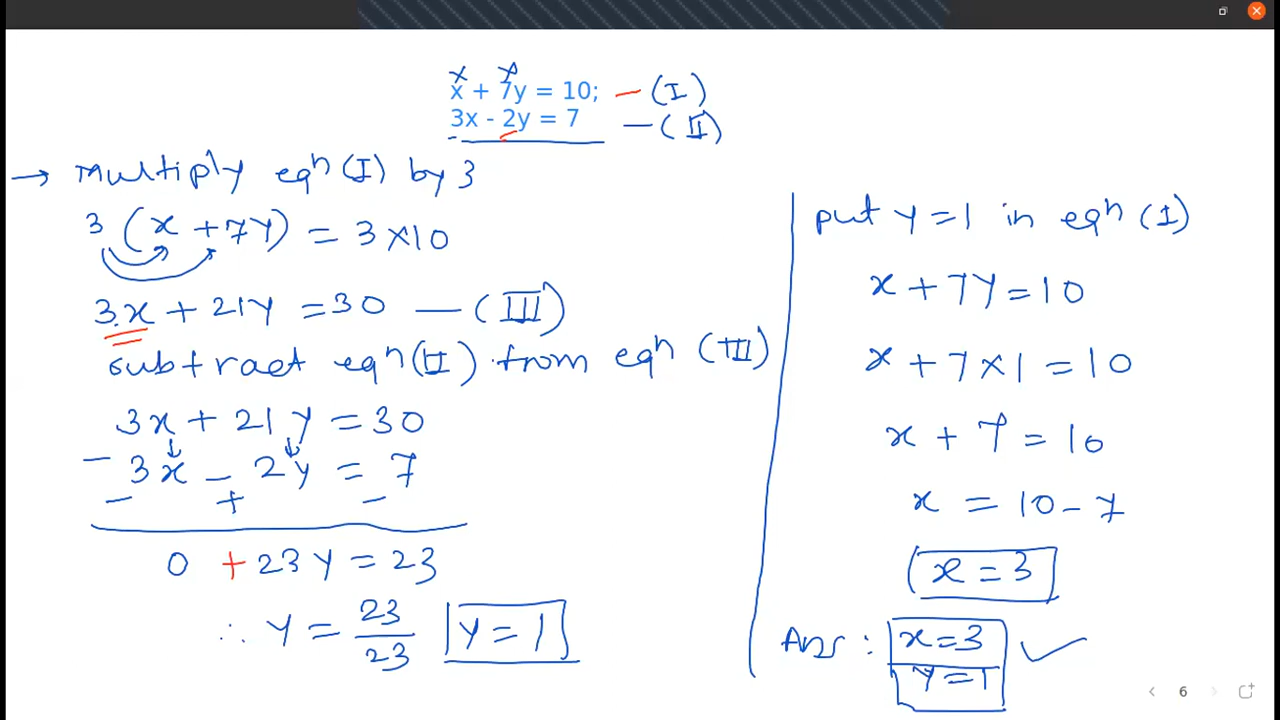 x y
x + 7y = 10; — (I)
3x - 2y = 7 — (II)
→ Multiply eqn (I) by 3
3 (x + 7y) = 3 × 10
3x + 21y = 30 — (III)
subtract eqn (II) from eqn (III)
3x + 21y = 30
- 3x - 2y = 7
- + -
0 + 23y = 23
∴ y = 23/23 y = 1
put y = 1 in eqn (I)
x + 7y = 10
x + 7 × 1 = 10
x + 7 = 10
x = 10 - 7
x = 3
Ans : x = 3 ✓
y = 1
6